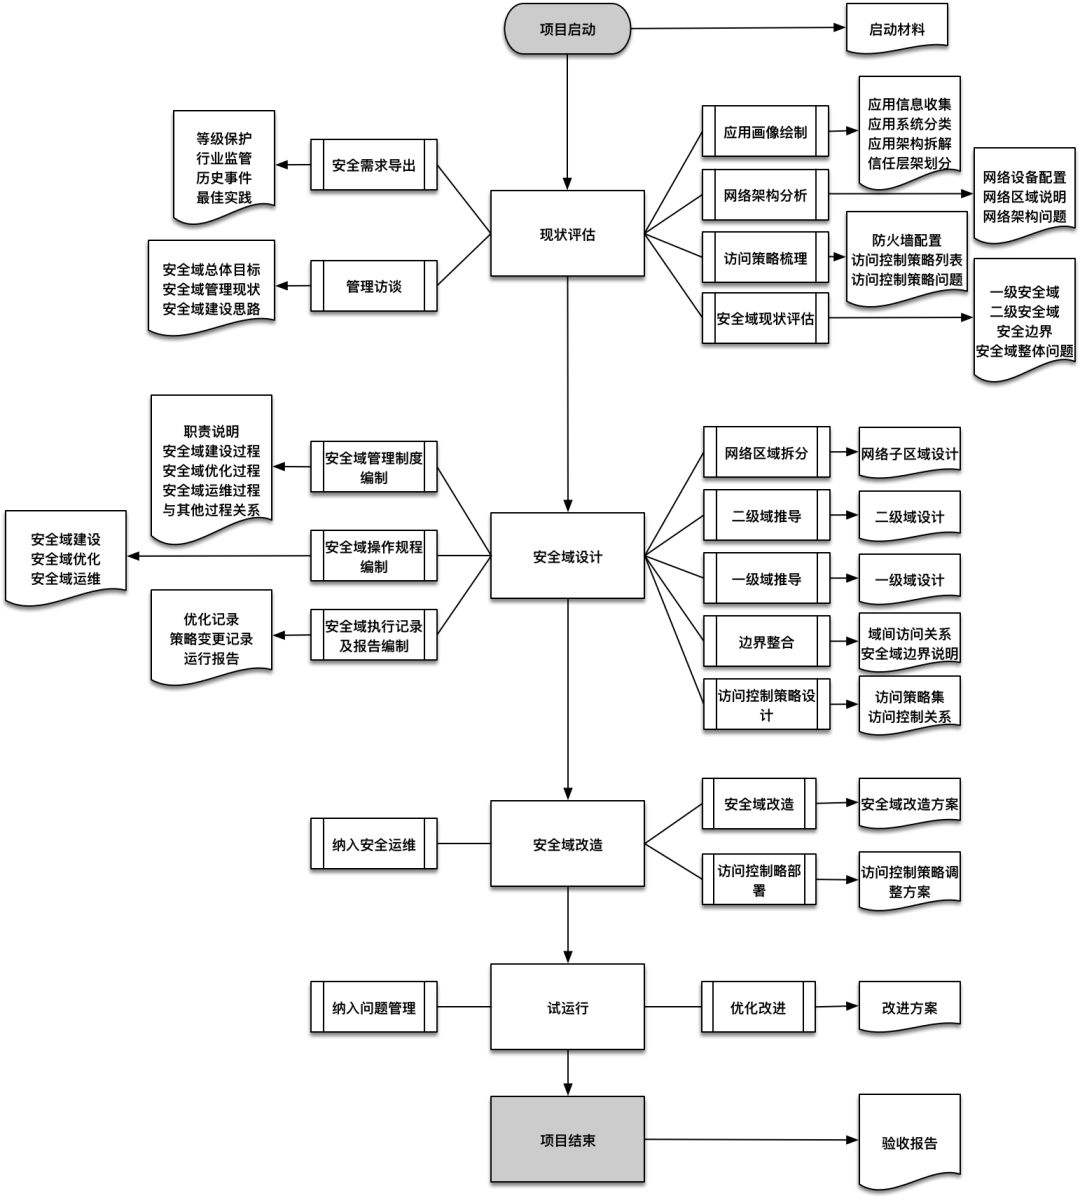 项目启动
启动材料
等级保护
行业监管
历史事件
最佳实践
安全需求导出
安全域总体目标
安全域管理现状
安全域建设思路
管理访谈
现状评估
应用画像绘制
应用信息收集
应用系统分类
应用架构拆解
信任层架划分
网络架构分析
网络设备配置
网络区域说明
网络架构问题
访问策略梳理
防火墙配置
访问控制策略列表
访问控制策略问题
安全域现状评估
一级安全域
二级安全域
安全边界
安全域整体问题
职责说明
安全域建设过程
安全域优化过程
安全域运维过程
与其他过程关系
安全域管理制度
编制
安全域建设
安全域优化
安全域运维
安全域操作规程
编制
优化记录
策略变更记录
运行报告
安全域执行记录
及报告编制
安全域设计
网络区域拆分
网络子区域设计
二级域推导
二级域设计
一级域推导
一级域设计
边界整合
域间访问关系
安全域边界说明
访问控制策略设
计
访问策略集
访问控制关系
纳入安全运维
安全域改造
安全域改造
安全域改造方案
访问控制略部
署
访问控制策略调
整方案
纳入问题管理
试运行
优化改进
改进方案
项目结束
验收报告